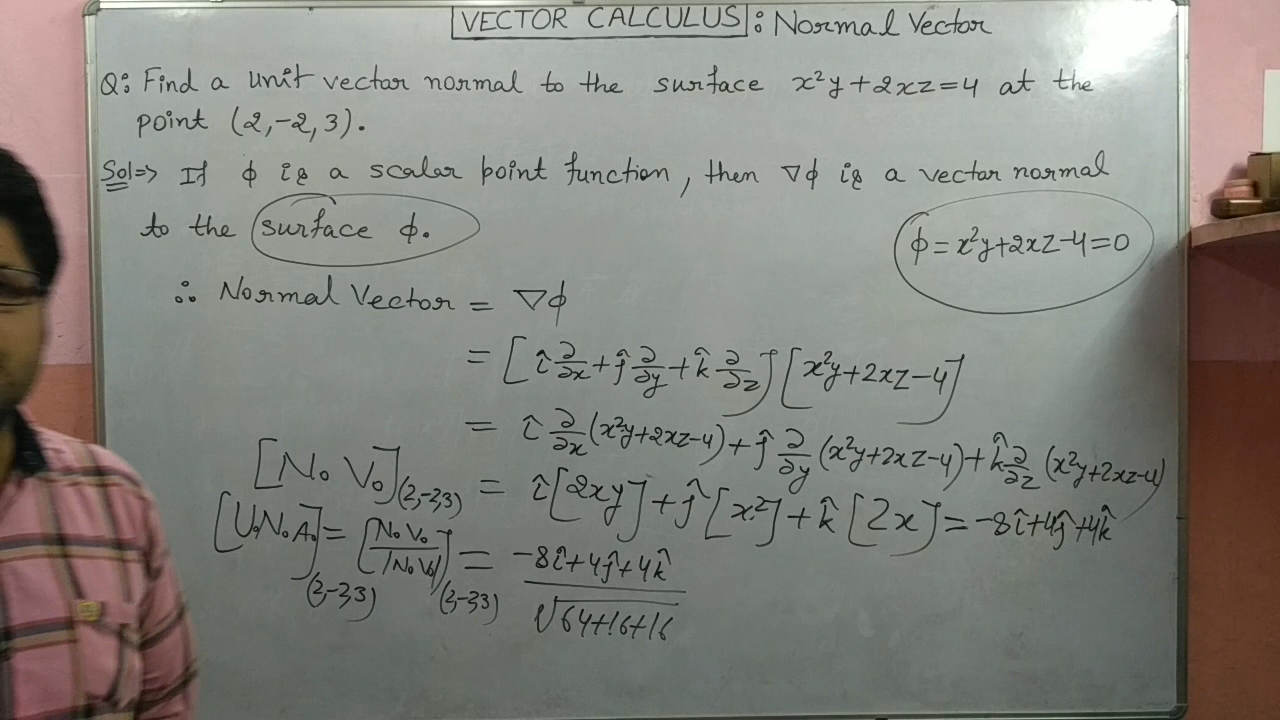 VECTOR CALCULUS : Normal Vector
Q: Find a unit vector normal to the surface x²y+2xz=4 at the
point (2,-2,3).
Sol=> If ϕ is a scalar point function, then ∇ϕ is a vector normal
to the surface ϕ.
ϕ=x²y+2xz-4=0
∴ Normal Vector = ∇ϕ
= [î ∂/∂x + ĵ ∂/∂y + k̂ ∂/∂z] [x²y+2xz-4]
= î ∂/∂x (x²y+2xz-4) + ĵ ∂/∂y (x²y+2xz-4) + k̂ ∂/∂z (x²y+2xz-4)
[N. V.](2,-2,3) = î[2xy] + ĵ[x²] + k̂[2x] = -8î+4ĵ+4k̂
[U.N.A.](2,-2,3) = [N.V./|N.V.|](2,-2,3) = -8î+4ĵ+4k̂ / √64+16+16